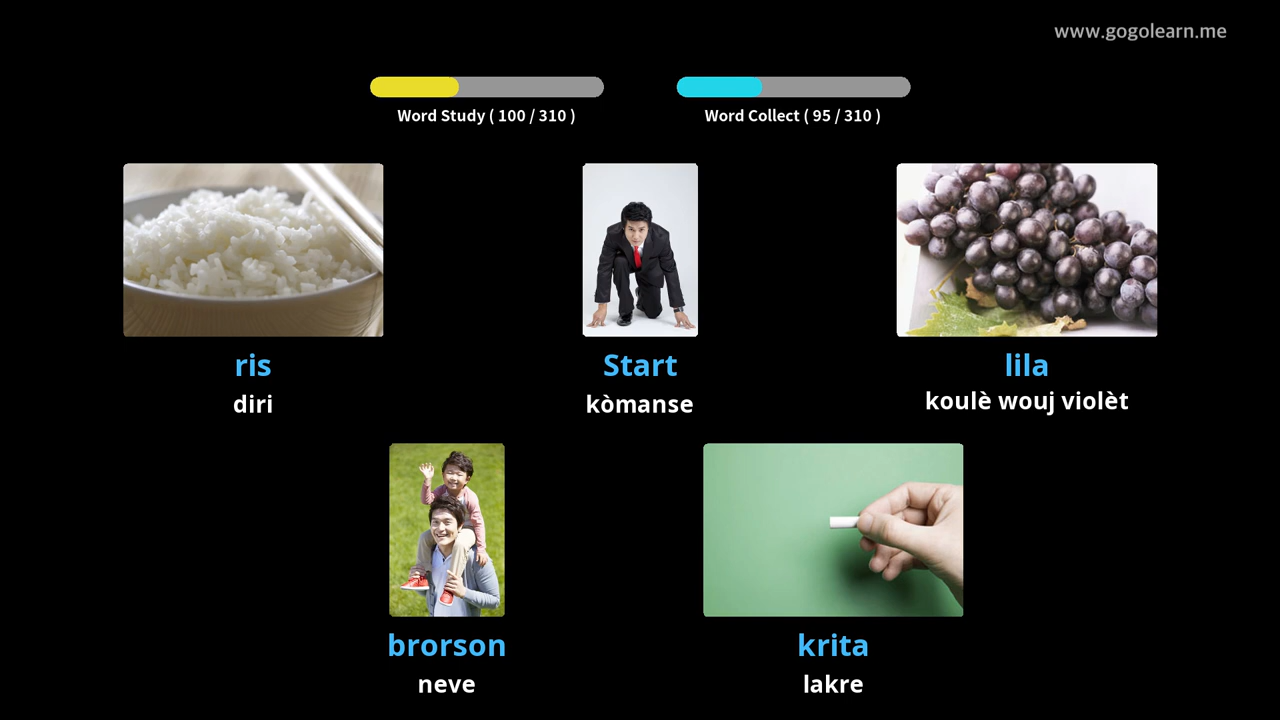 www.gogolearn.me
Word Study ( 100 / 310 )
Word Collect ( 95 / 310 )
ris
diri
Start
kòmanse
lila
koulè wouj violèt
brorson
neve
krita
lakre